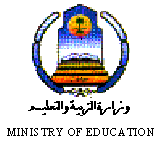 وزارة التربية والتعليم
MINISTRY OF EDUCATION